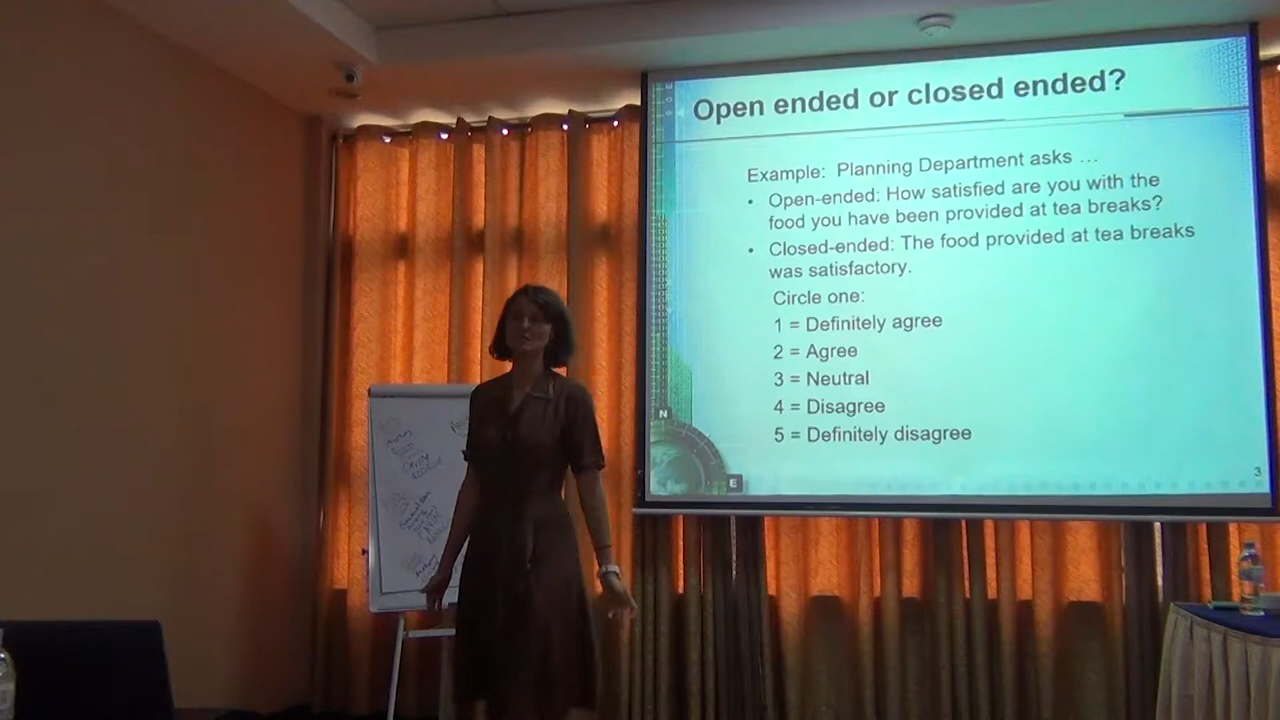 Open ended or closed ended?
Example: Planning Department asks …
• Open-ended: How satisfied are you with the
food you have been provided at tea breaks?
• Closed-ended: The food provided at tea breaks
was satisfactory.
Circle one:
1 = Definitely agree
2 = Agree
3 = Neutral
4 = Disagree
5 = Definitely disagree
N
E
3